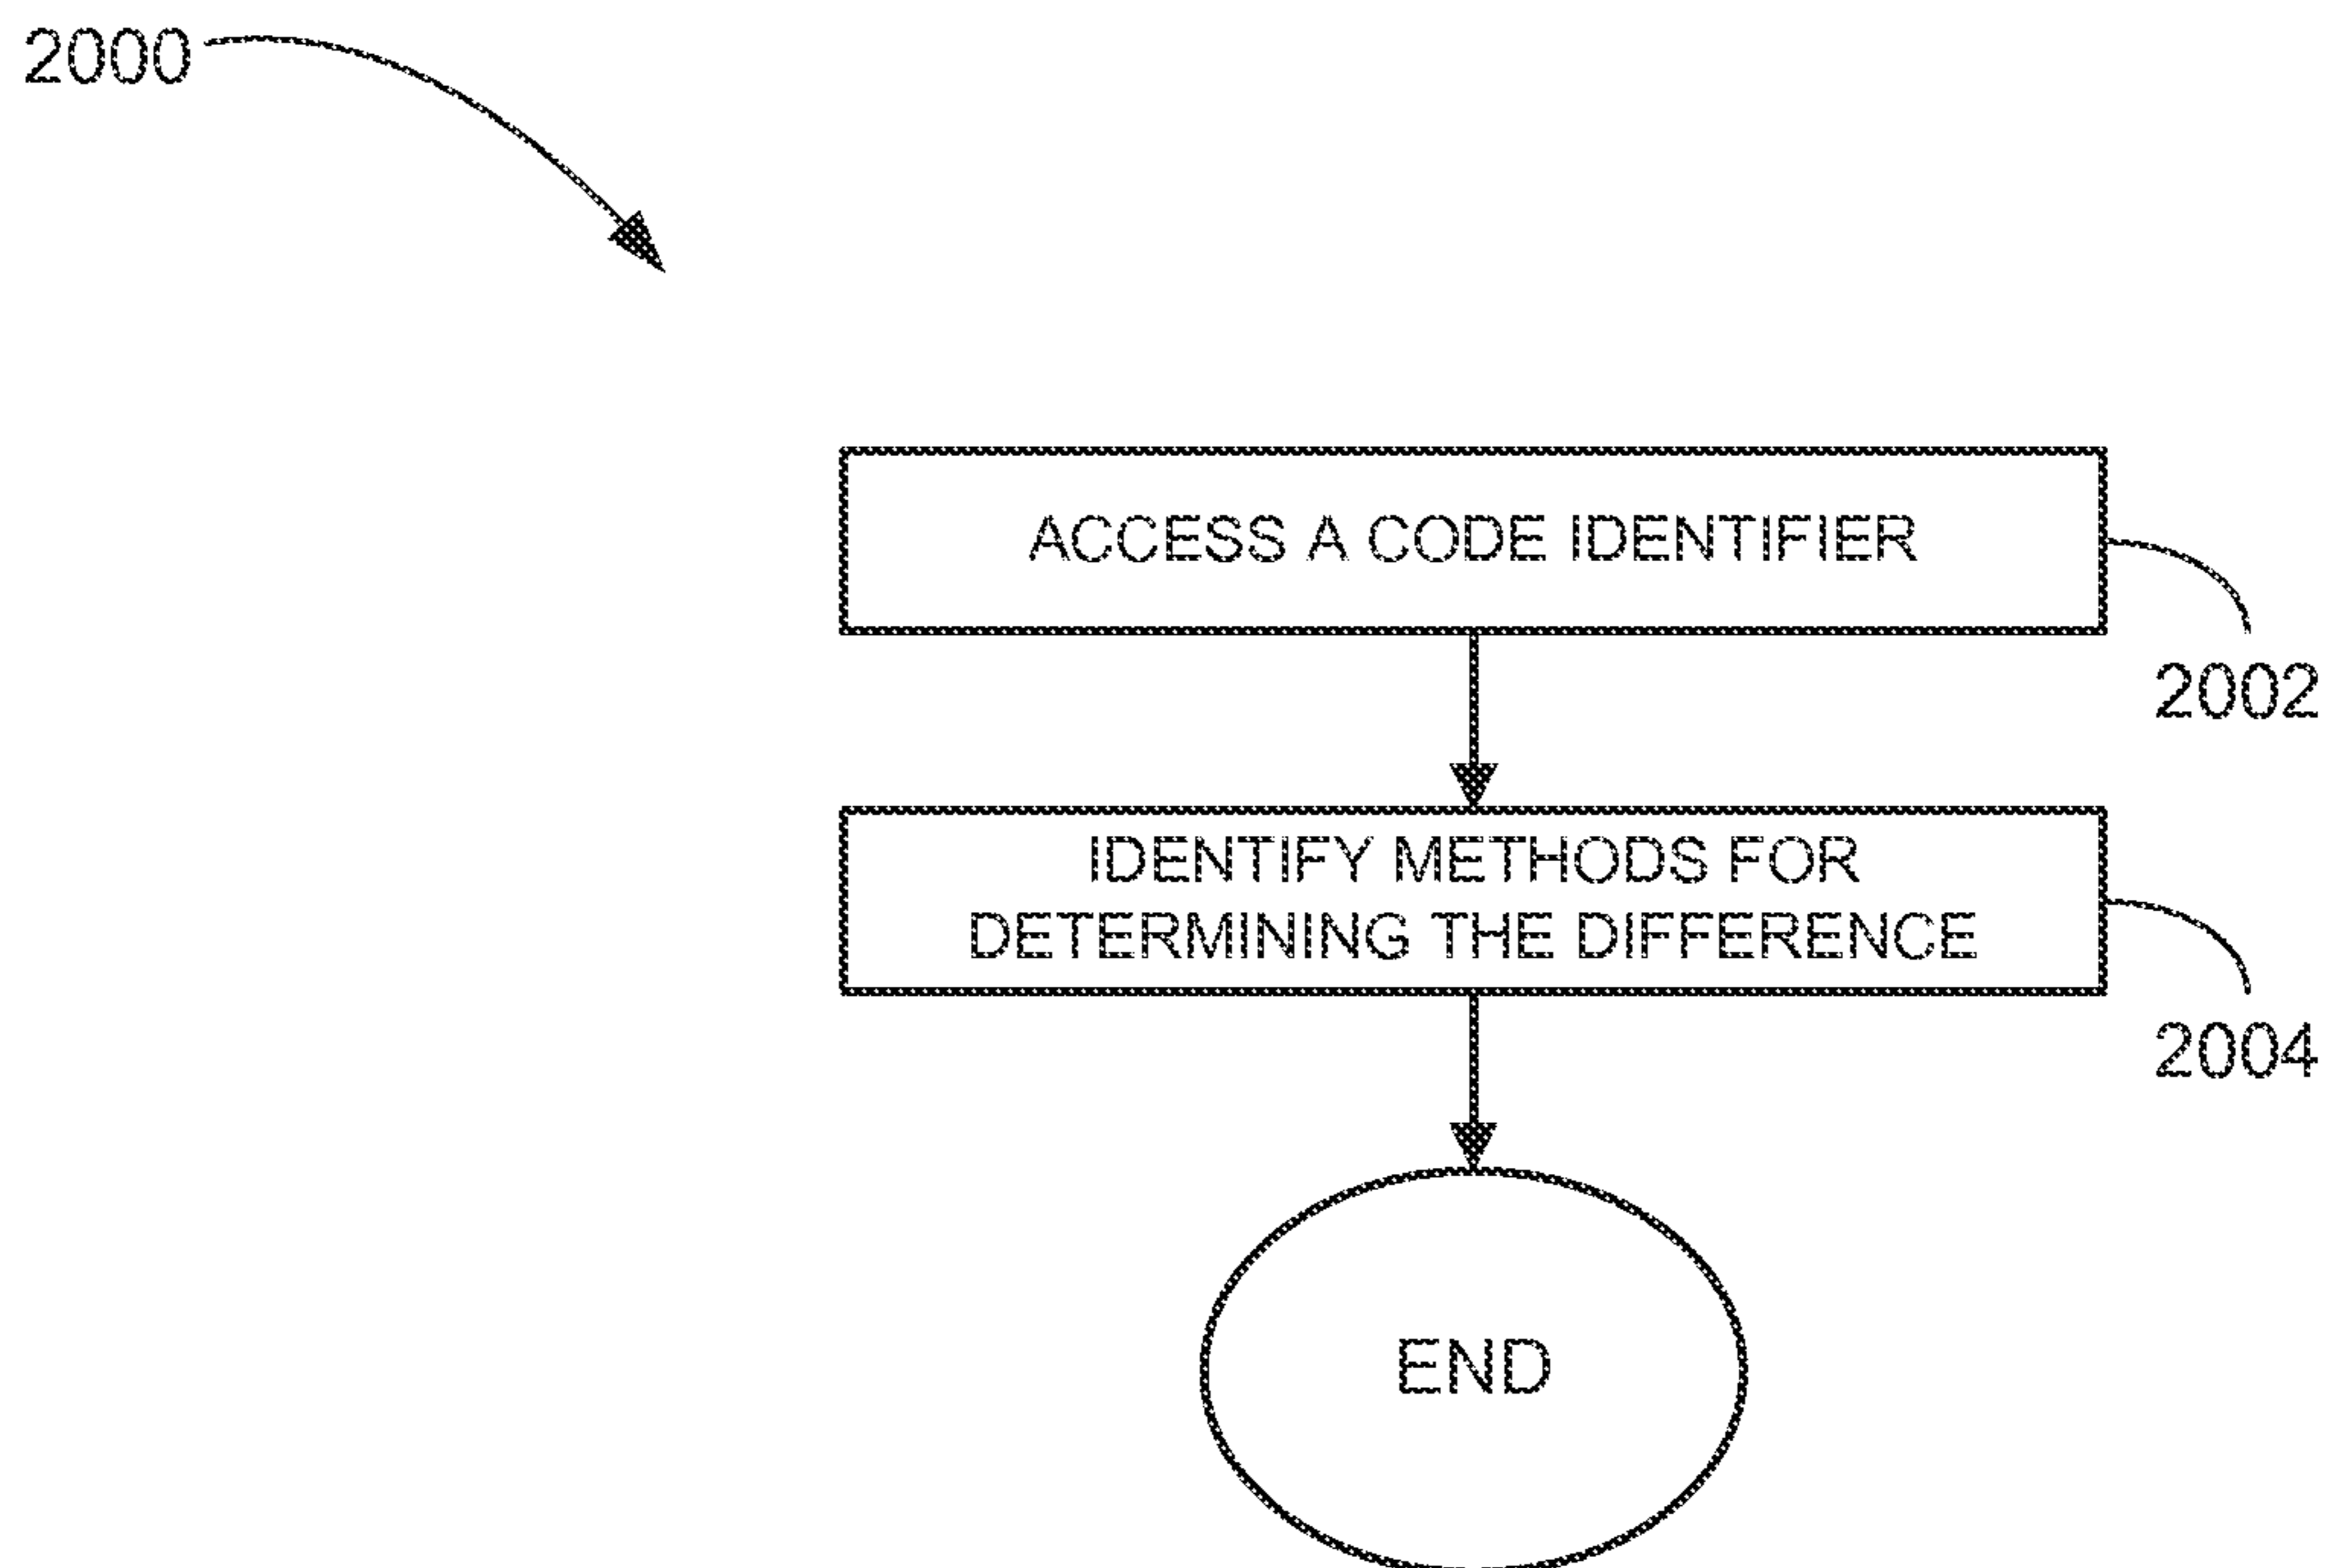 2000
ACCESS A CODE IDENTIFIER
2002
IDENTIFY METHODS FOR
DETERMINING THE DIFFERENCE
2004
END